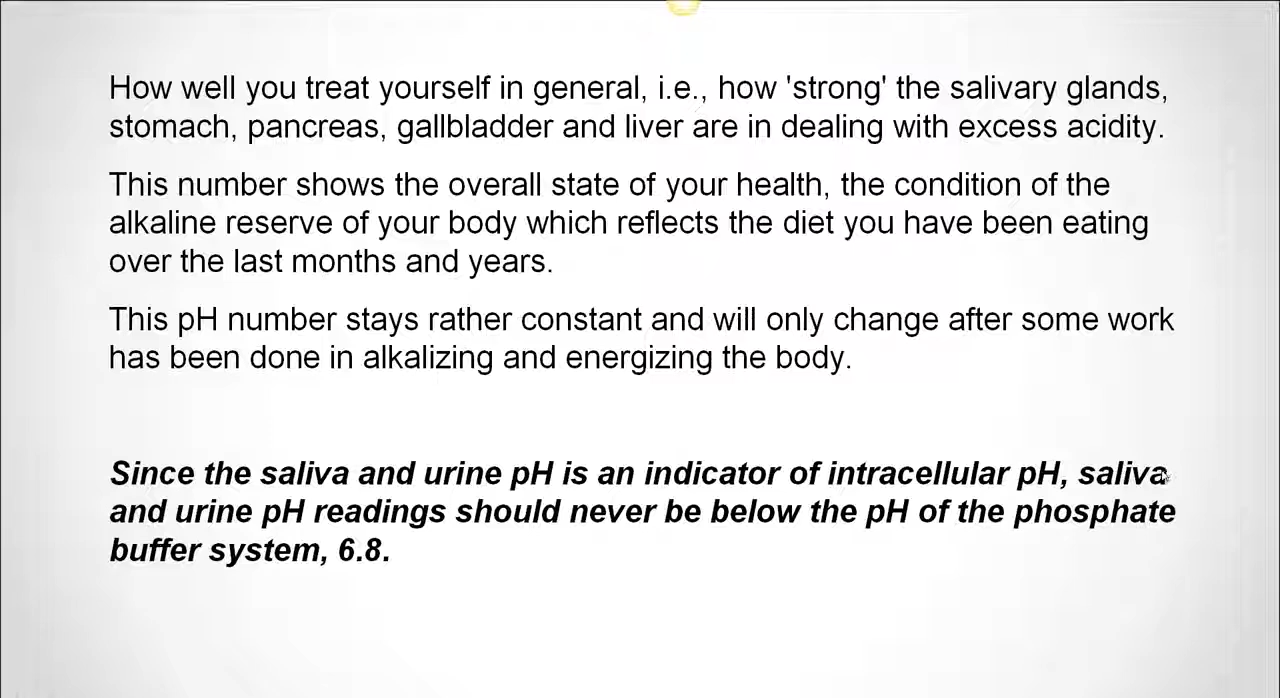 How well you treat yourself in general, i.e., how 'strong' the salivary glands,
stomach, pancreas, gallbladder and liver are in dealing with excess acidity.
This number shows the overall state of your health, the condition of the
alkaline reserve of your body which reflects the diet you have been eating
over the last months and years.
This pH number stays rather constant and will only change after some work
has been done in alkalizing and energizing the body.
Since the saliva and urine pH is an indicator of intracellular pH, saliva
and urine pH readings should never be below the pH of the phosphate
buffer system, 6.8.